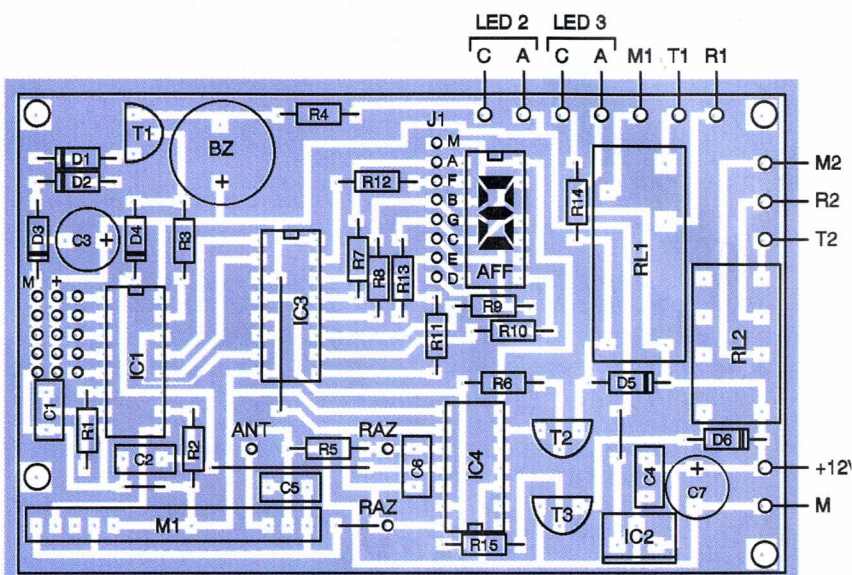 LED 2 LED 3
C A C A M1 T1 R1
T1
BZ
R4
J1
M
A
F
B
G
C
E
D
AFF
D1
D2
D3
C3
+
D4
R3
R12
R7
R8
R13
R14
RL1
M2
R2
T2
M +
IC1
IC3
R11
R9
R10
RL2
C1
R1
C2
R2
ANT
R5
RAZ
C6
R6
IC4
T2
D5
D6
C5
RAZ
M1
R15
T3
C4
IC2
+
C7
+12V
M